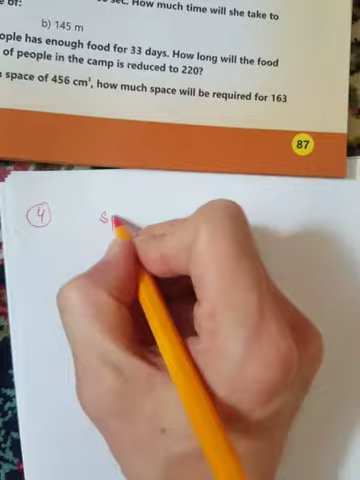 e of:
sec. How much time will she take to
b) 145 m
ople has enough food for 33 days. How long will the food
of people in the camp is reduced to 220?
space of 456 cm³, how much space will be required for 163
87
4
S